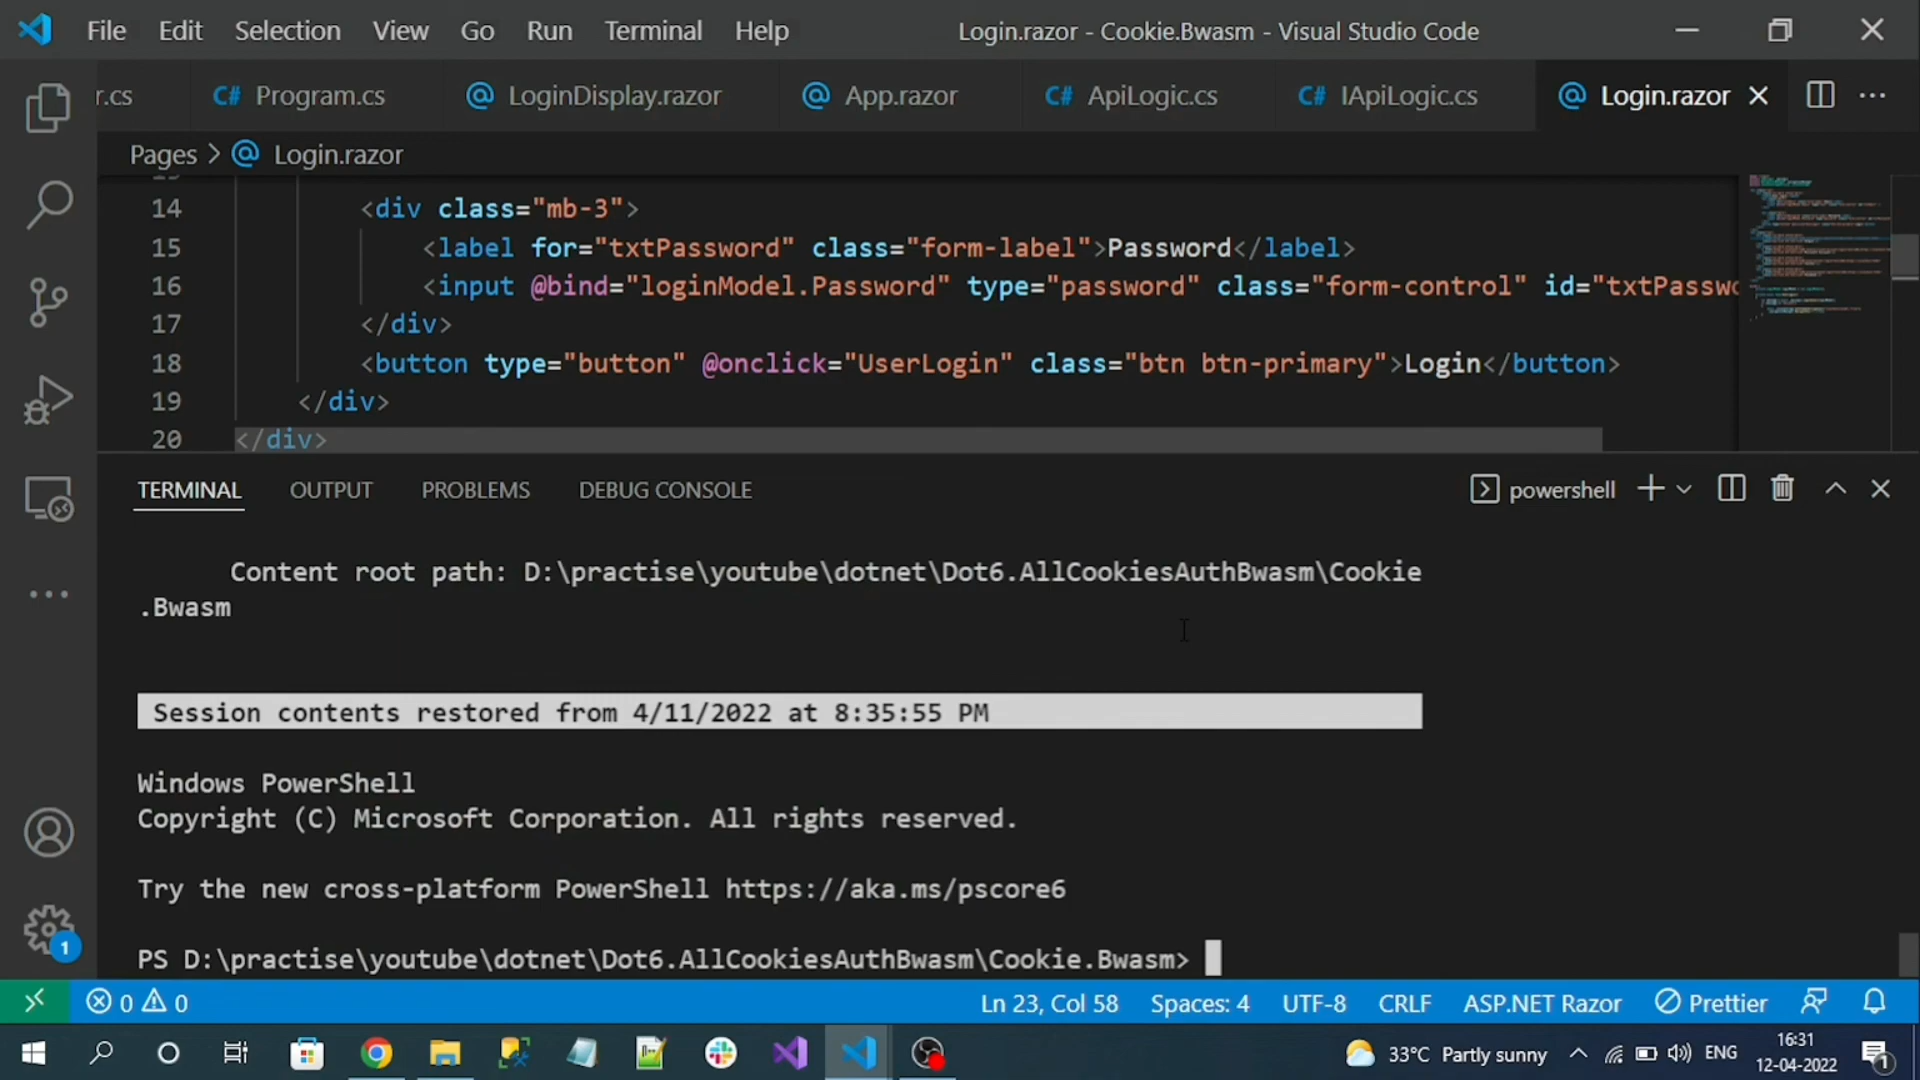 File Edit Selection View Go Run Terminal Help Login.razor - Cookie.Bwasm - Visual Studio Code
r.cs C# Program.cs @ LoginDisplay.razor @ App.razor C# ApiLogic.cs C# IApiLogic.cs @ Login.razor
Pages > @ Login.razor
14 <div class="mb-3">
15 <label for="txtPassword" class="form-label">Password</label>
16 <input @bind="loginModel.Password" type="password" class="form-control" id="txtPassw
17 </div>
18 <button type="button" @onclick="UserLogin" class="btn btn-primary">Login</button>
19 </div>
20 </div>
TERMINAL OUTPUT PROBLEMS DEBUG CONSOLE powershell
Content root path: D:\practise\youtube\dotnet\Dot6.AllCookiesAuthBwasm\Cookie
.Bwasm
Session contents restored from 4/11/2022 at 8:35:55 PM
Windows PowerShell
Copyright (C) Microsoft Corporation. All rights reserved.
Try the new cross-platform PowerShell https://aka.ms/pscore6
PS D:\practise\youtube\dotnet\Dot6.AllCookiesAuthBwasm\Cookie.Bwasm>
1
0 0 Ln 23, Col 58 Spaces: 4 UTF-8 CRLF ASP.NET Razor Prettier
33°C Partly sunny ENG 16:31
12-04-2022 1